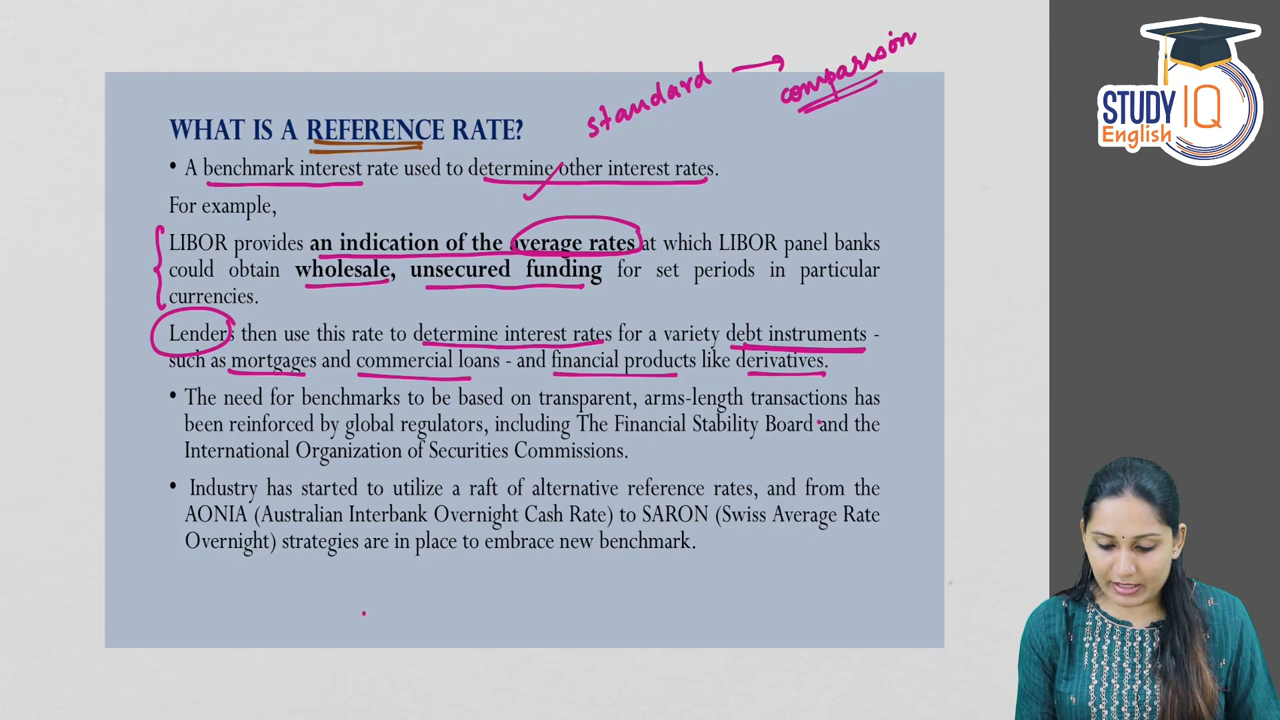 standard → comparison
WHAT IS A REFERENCE RATE?
• A benchmark interest rate used to determine other interest rates.
For example,
LIBOR provides an indication of the average rates at which LIBOR panel banks
could obtain wholesale, unsecured funding for set periods in particular
currencies.
Lenders then use this rate to determine interest rates for a variety debt instruments -
such as mortgages and commercial loans - and financial products like derivatives.
• The need for benchmarks to be based on transparent, arms-length transactions has
been reinforced by global regulators, including The Financial Stability Board and the
International Organization of Securities Commissions.
• Industry has started to utilize a raft of alternative reference rates, and from the
AONIA (Australian Interbank Overnight Cash Rate) to SARON (Swiss Average Rate
Overnight) strategies are in place to embrace new benchmark.
STUDY IQ
English